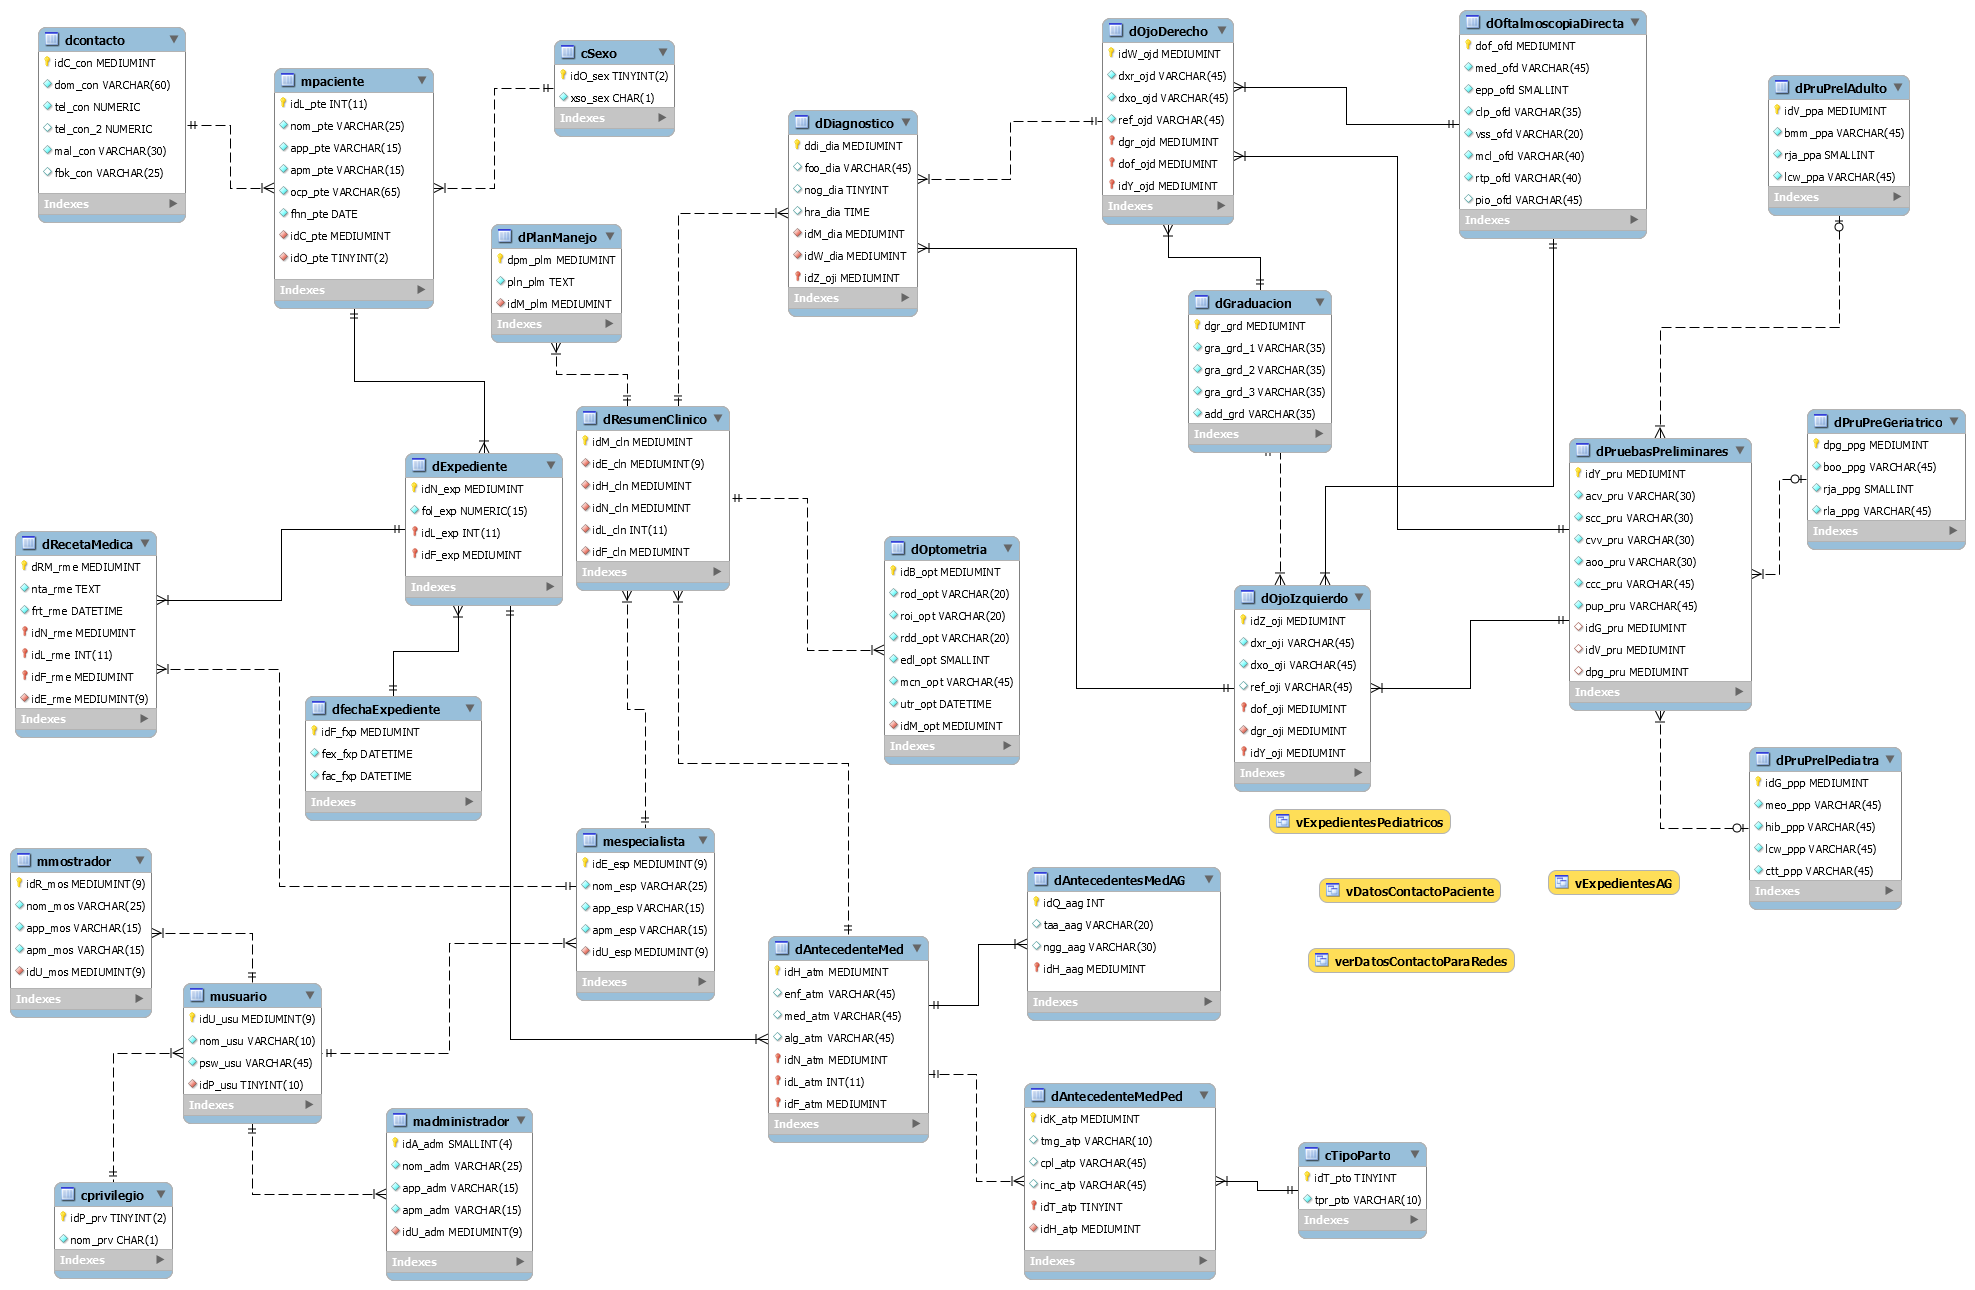 dcontacto
idC_con MEDIUMINT
dom_con VARCHAR(60)
tel_con NUMERIC
tel_con_2 NUMERIC
mal_con VARCHAR(30)
fbk_con VARCHAR(25)
Indexes
mpaciente
idL_pte INT(11)
nom_pte VARCHAR(25)
app_pte VARCHAR(15)
apm_pte VARCHAR(15)
ocp_pte VARCHAR(65)
fhn_pte DATE
idC_pte MEDIUMINT
idO_pte TINYINT(2)
Indexes
cSexo
idO_sex TINYINT(2)
xso_sex CHAR(1)
Indexes
dPlanManejo
dpm_plm MEDIUMINT
pln_plm TEXT
idM_plm MEDIUMINT
Indexes
dDiagnostico
ddi_dia MEDIUMINT
foo_dia VARCHAR(45)
nog_dia TINYINT
hra_dia TIME
idM_dia MEDIUMINT
idW_dia MEDIUMINT
idZ_oji MEDIUMINT
Indexes
dOjoDerecho
idW_ojd MEDIUMINT
dxr_ojd VARCHAR(45)
dxo_ojd VARCHAR(45)
ref_ojd VARCHAR(45)
dgr_ojd MEDIUMINT
dof_ojd MEDIUMINT
idY_ojd MEDIUMINT
Indexes
dOftalmoscopiaDirecta
dof_ofd MEDIUMINT
med_ofd VARCHAR(45)
epp_ofd SMALLINT
clp_ofd VARCHAR(35)
vss_ofd VARCHAR(20)
mcl_ofd VARCHAR(40)
rtp_ofd VARCHAR(40)
pio_ofd VARCHAR(45)
Indexes
dPruPrelAdulto
idV_ppa MEDIUMINT
bmm_ppa VARCHAR(45)
rja_ppa SMALLINT
lcw_ppa VARCHAR(45)
Indexes
dGraduacion
dgr_grd MEDIUMINT
gra_grd_1 VARCHAR(35)
gra_grd_2 VARCHAR(35)
gra_grd_3 VARCHAR(35)
add_grd VARCHAR(35)
Indexes
dExpediente
idN_exp MEDIUMINT
fol_exp NUMERIC(15)
idL_exp INT(11)
idF_exp MEDIUMINT
Indexes
dResumenClinico
idM_cln MEDIUMINT
idE_cln MEDIUMINT(9)
idH_cln MEDIUMINT
idN_cln MEDIUMINT
idL_cln INT(11)
idF_cln MEDIUMINT
Indexes
dPruebasPreliminares
idY_pru MEDIUMINT
acv_pru VARCHAR(30)
scc_pru VARCHAR(30)
cvv_pru VARCHAR(30)
aoo_pru VARCHAR(30)
ccc_pru VARCHAR(45)
pup_pru VARCHAR(45)
idG_pru MEDIUMINT
idV_pru MEDIUMINT
dpg_pru MEDIUMINT
Indexes
dPruPreGeriatrico
dpg_ppg MEDIUMINT
boo_ppg VARCHAR(45)
rja_ppg SMALLINT
rla_ppg VARCHAR(45)
Indexes
dRecetaMedica
dRM_rme MEDIUMINT
nta_rme TEXT
frt_rme DATETIME
idN_rme MEDIUMINT
idL_rme INT(11)
idF_rme MEDIUMINT
idE_rme MEDIUMINT(9)
Indexes
dOptometria
idB_opt MEDIUMINT
rod_opt VARCHAR(20)
roi_opt VARCHAR(20)
rdd_opt VARCHAR(20)
edl_opt SMALLINT
mcn_opt VARCHAR(45)
utr_opt DATETIME
idM_opt MEDIUMINT
Indexes
dOjoIzquierdo
idZ_oji MEDIUMINT
dxr_oji VARCHAR(45)
dxo_oji VARCHAR(45)
ref_oji VARCHAR(45)
dof_oji MEDIUMINT
dgr_oji MEDIUMINT
idY_oji MEDIUMINT
Indexes
dfechaExpediente
idF_fxp MEDIUMINT
fex_fxp DATETIME
fac_fxp DATETIME
Indexes
dPruPrelPediatra
idG_ppp MEDIUMINT
meo_ppp VARCHAR(45)
hib_ppp VARCHAR(45)
lcw_ppp VARCHAR(45)
ctt_ppp VARCHAR(45)
Indexes
vExpedientesPediatricos
vDatosContactoPaciente
vExpedientesAG
verDatosContactoParaRedes
mmostrador
idR_mos MEDIUMINT(9)
nom_mos VARCHAR(25)
app_mos VARCHAR(15)
apm_mos VARCHAR(15)
idU_mos MEDIUMINT(9)
Indexes
mespecialista
idE_esp MEDIUMINT(9)
nom_esp VARCHAR(25)
app_esp VARCHAR(15)
apm_esp VARCHAR(15)
idU_esp MEDIUMINT(9)
Indexes
dAntecedentesMedAG
idQ_aag INT
taa_aag VARCHAR(20)
ngg_aag VARCHAR(30)
idH_aag MEDIUMINT
Indexes
dAntecedenteMed
idH_atm MEDIUMINT
enf_atm VARCHAR(45)
med_atm VARCHAR(45)
alg_atm VARCHAR(45)
idN_atm MEDIUMINT
idL_atm INT(11)
idF_atm MEDIUMINT
Indexes
musuario
idU_usu MEDIUMINT(9)
nom_usu VARCHAR(10)
psw_usu VARCHAR(45)
idP_usu TINYINT(10)
Indexes
madministrador
idA_adm SMALLINT(4)
nom_adm VARCHAR(25)
app_adm VARCHAR(15)
apm_adm VARCHAR(15)
idU_adm MEDIUMINT(9)
Indexes
dAntecedenteMedPed
idK_atp MEDIUMINT
tmg_atp VARCHAR(10)
cpl_atp VARCHAR(45)
inc_atp VARCHAR(45)
idT_atp TINYINT
idH_atp MEDIUMINT
Indexes
cTipoParto
idT_pto TINYINT
tpr_pto VARCHAR(10)
Indexes
cprivilegio
idP_prv TINYINT(2)
nom_prv CHAR(1)
Indexes